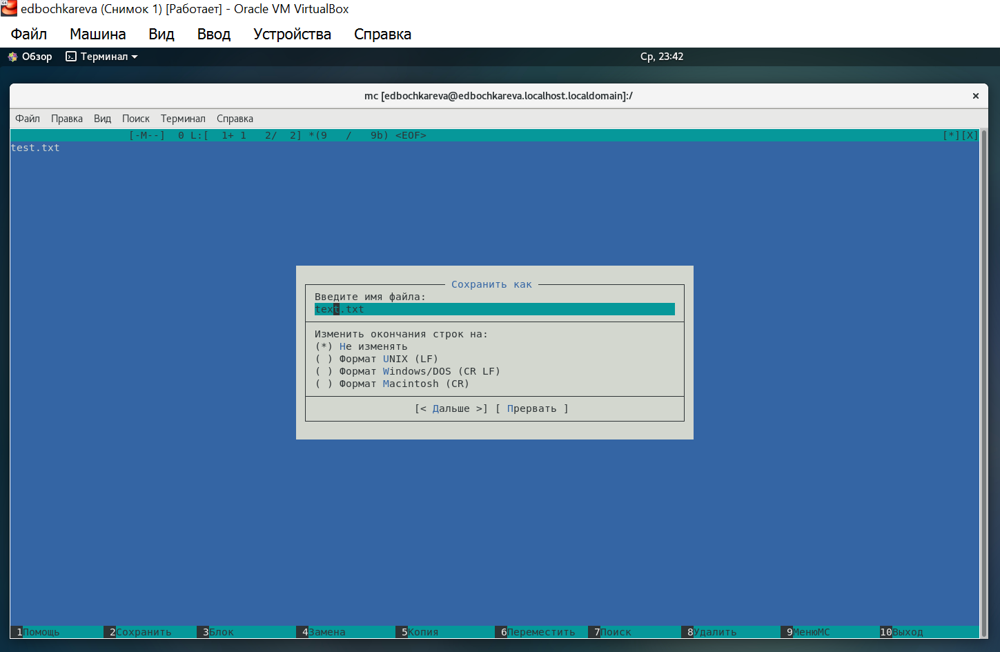 edbochkareva (Снимок 1) [Работает] - Oracle VM VirtualBox
Файл Машина Вид Ввод Устройства Справка
Обзор Терминал Ср, 23:42
mc [edbochkareva@edbochkareva.localhost.localdomain]:/
Файл Правка Вид Поиск Терминал Справка
[-M--] 0 L:[ 1+ 1 2/ 2] *(9 / 9b) <EOF> [*][X]
test.txt
Сохранить как
Введите имя файла:
text.txt
Изменить окончания строк на:
(*) Не изменять
( ) Формат UNIX (LF)
( ) Формат Windows/DOS (CR LF)
( ) Формат Macintosh (CR)
[< Дальше >] [ Прервать ]
1Помощь 2Сохранить 3Блок 4Замена 5Копия 6Переместить 7Поиск 8Удалить 9МенюMC 10Выход